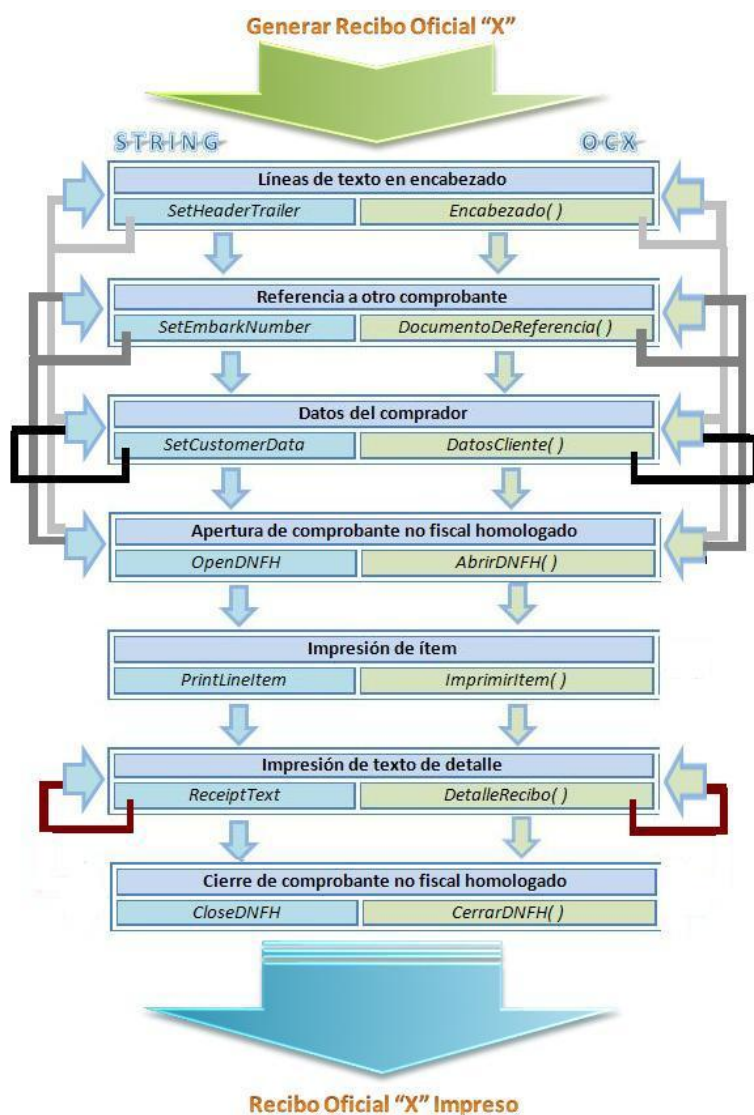 Generar Recibo Oficial “X”
STRING OCX
Líneas de texto en encabezado
SetHeaderTrailer Encabezado( )
Referencia a otro comprobante
SetEmbarkNumber DocumentoDeReferencia( )
Datos del comprador
SetCustomerData DatosCliente( )
Apertura de comprobante no fiscal homologado
OpenDNFH AbrirDNFH( )
Impresión de ítem
PrintLineItem ImprimirItem( )
Impresión de texto de detalle
ReceiptText DetalleRecibo( )
Cierre de comprobante no fiscal homologado
CloseDNFH CerrarDNFH( )
Recibo Oficial “X” Impreso